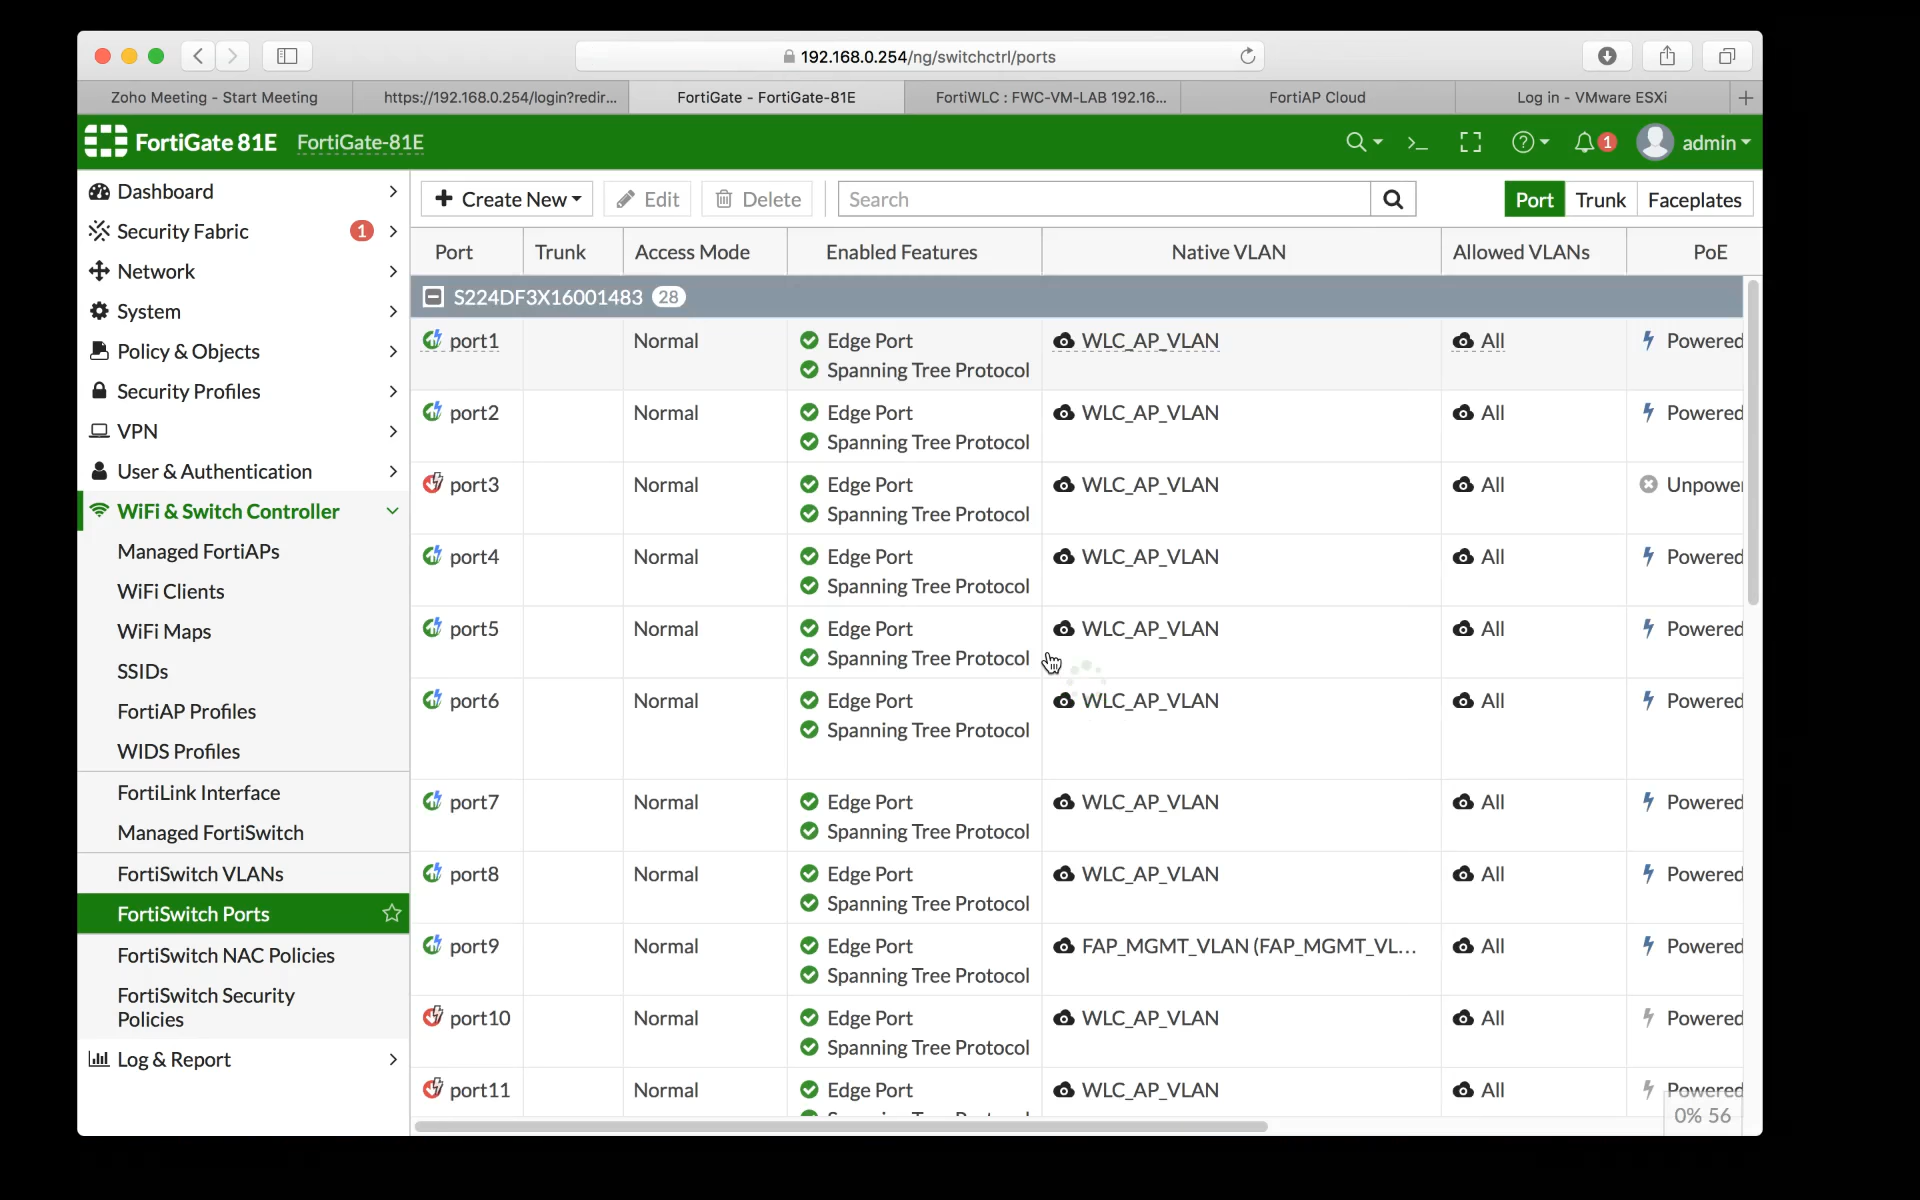 192.168.0.254/ng/switchctrl/ports
Zoho Meeting - Start Meeting
https://192.168.0.254/login?redir...
FortiGate - FortiGate-81E
FortiWLC : FWC-VM-LAB 192.16...
FortiAP Cloud
Log in - VMware ESXi
FortiGate 81E
FortiGate-81E
1
admin
Dashboard
Security Fabric 1
Network
System
Policy & Objects
Security Profiles
VPN
User & Authentication
WiFi & Switch Controller
Managed FortiAPs
WiFi Clients
WiFi Maps
SSIDs
FortiAP Profiles
WIDS Profiles
FortiLink Interface
Managed FortiSwitch
FortiSwitch VLANs
FortiSwitch Ports
FortiSwitch NAC Policies
FortiSwitch Security
Policies
Log & Report
Create New Edit Delete Search Port Trunk Faceplates
Port Trunk Access Mode Enabled Features Native VLAN Allowed VLANs PoE
S224DF3X16001483 28
port1 Normal Edge Port WLC_AP_VLAN All Powered
Spanning Tree Protocol
port2 Normal Edge Port WLC_AP_VLAN All Powered
Spanning Tree Protocol
port3 Normal Edge Port WLC_AP_VLAN All Unpower
Spanning Tree Protocol
port4 Normal Edge Port WLC_AP_VLAN All Powered
Spanning Tree Protocol
port5 Normal Edge Port WLC_AP_VLAN All Powered
Spanning Tree Protocol
port6 Normal Edge Port WLC_AP_VLAN All Powered
Spanning Tree Protocol
port7 Normal Edge Port WLC_AP_VLAN All Powered
Spanning Tree Protocol
port8 Normal Edge Port WLC_AP_VLAN All Powered
Spanning Tree Protocol
port9 Normal Edge Port FAP_MGMT_VLAN (FAP_MGMT_VL... All Powered
Spanning Tree Protocol
port10 Normal Edge Port WLC_AP_VLAN All Powered
Spanning Tree Protocol
port11 Normal Edge Port WLC_AP_VLAN All Powered
0% 56